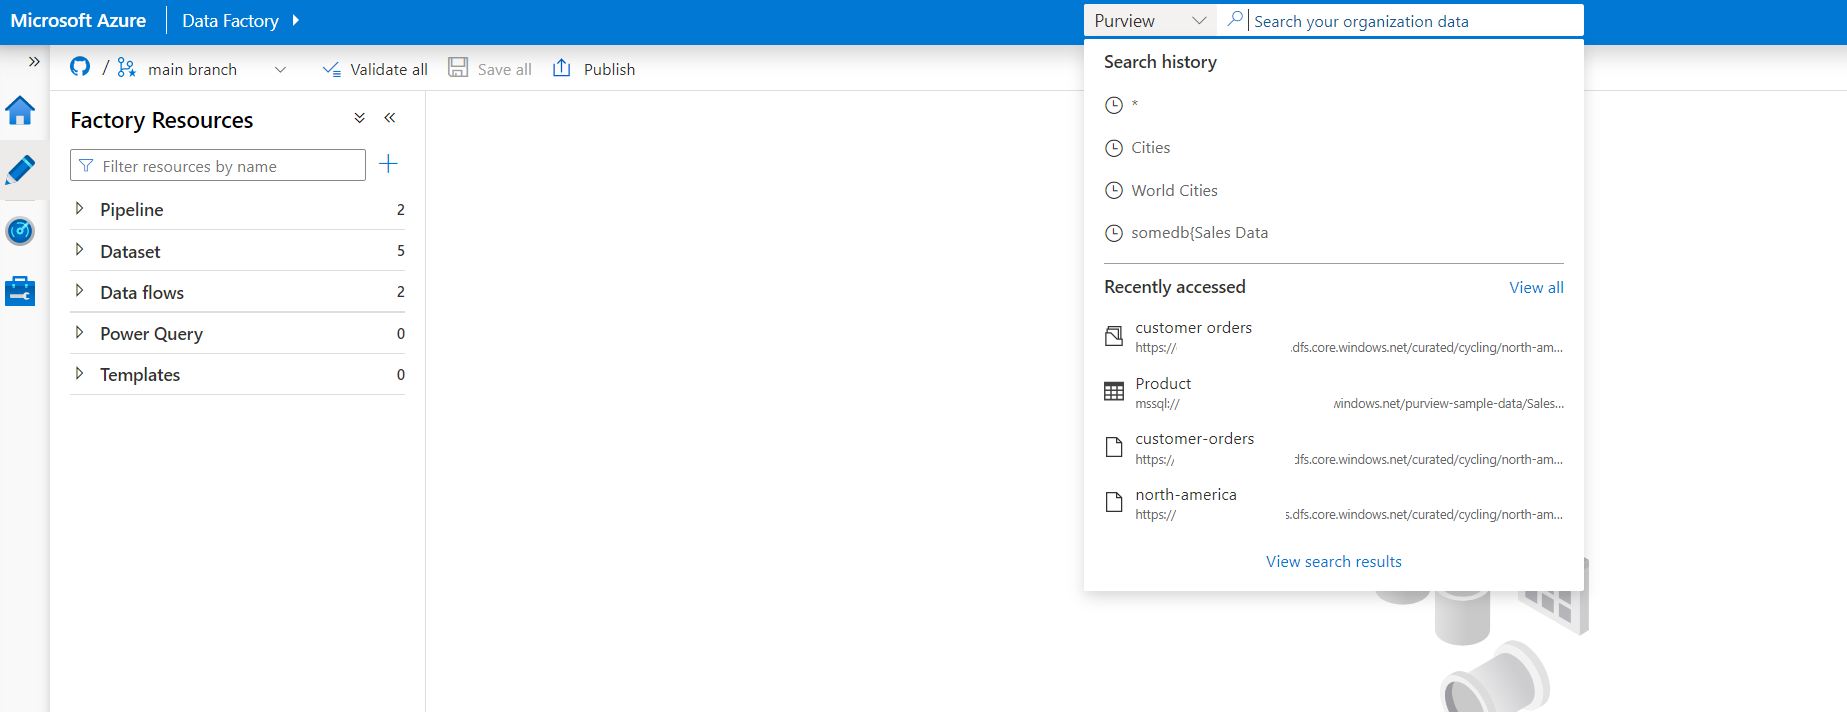 Microsoft Azure
Data Factory
Purview
Search your organization data
/ main branch
Validate all
Save all
Publish
Factory Resources
Filter resources by name
Pipeline 2
Dataset 5
Data flows 2
Power Query 0
Templates 0
Search history
*
Cities
World Cities
somedb{Sales Data
Recently accessed
View all
customer orders
https:// .dfs.core.windows.net/curated/cycling/north-am...
Product
mssql:// windows.net/purview-sample-data/Sales...
customer-orders
https:// dfs.core.windows.net/curated/cycling/north-am...
north-america
https:// s.dfs.core.windows.net/curated/cycling/north-am...
View search results